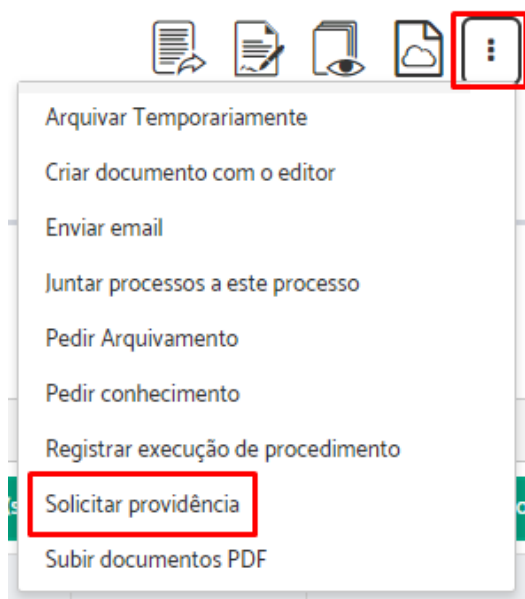 Arquivar Temporariamente
Criar documento com o editor
Enviar email
Juntar processos a este processo
Pedir Arquivamento
Pedir conhecimento
Registrar execução de procedimento
Solicitar providência
Subir documentos PDF